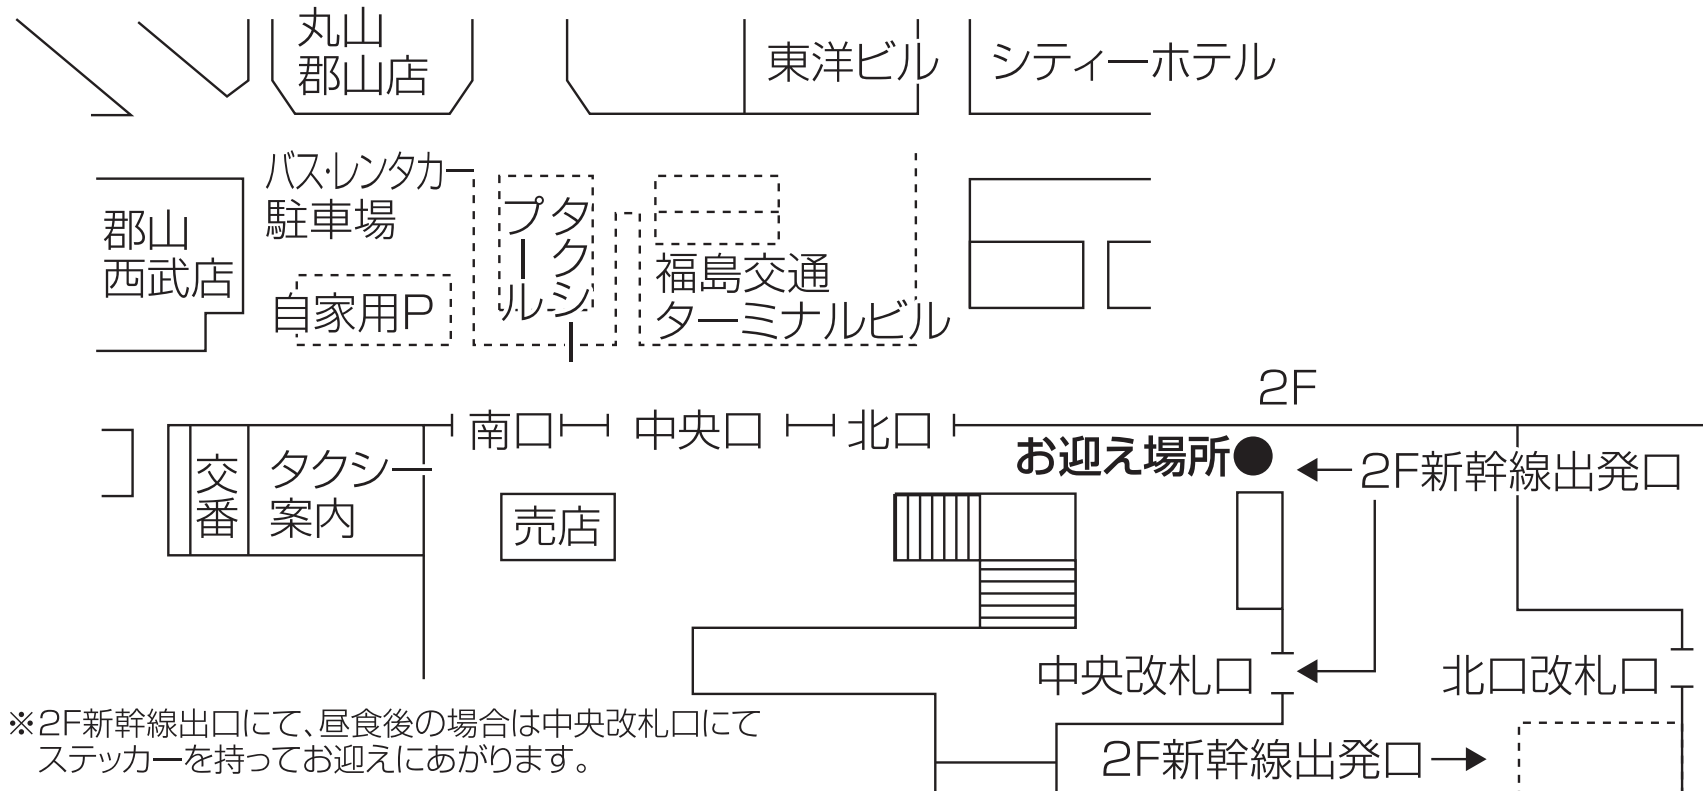 丸山
郡山店
東洋ビル
シティーホテル
郡山
西武店
バス・レンタカー
駐車場
自家用P
タクシー
プール
福島交通
ターミナルビル
2F
南口
中央口
北口
お迎え場所●
2F新幹線出発口
交番
タクシー
案内
売店
中央改札口
北口改札口
2F新幹線出発口
※2F新幹線出口にて、昼食後の場合は中央改札口にて
ステッカーを持ってお迎えにあがります。